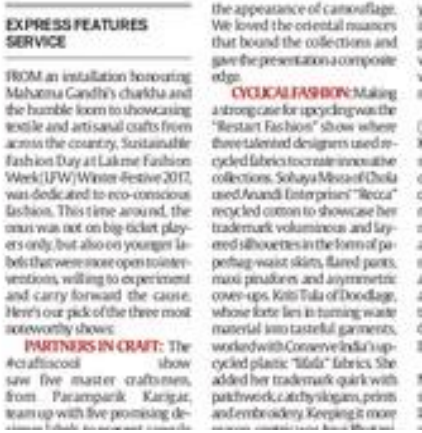 EXPRESS FEATURES
SERVICE
FROM an installation honouring
Mahatma Gandhi's charkha and
the humble loom to showcasing
textile and artisanal crafts from
across the country, Sustainable
Fashion Day at Lakme Fashion
Week (LFW) Winter-Festive 2017,
was dedicated to eco-conscious
fashion. This time around, the
onus was not on big-ticket play-
ers only, but also on younger la-
bels that were more open to inter-
ventions, willing to experiment
and carry forward the cause.
Here's our pick of the three most
noteworthy shows:
PARTNERS IN CRAFT: The
#craftiscool show
saw five master craftsmen,
from Paramparik Karigar,
team up with five promising de-
the appearance of camouflage.
We loved the oriental nuances
that bound the collections and
gave the presentation a composite
edge.
CYCLICAL FASHION: Making
a strong case for upcycling was the
"Restart Fashion" show where
three talented designers used re-
cycled fabrics to create innovative
collections. Sohaya Misra of Chola
used Anandi Enterprises' "Recca"
recycled cotton to showcase her
trademark voluminous and lay-
ered silhouettes in the form of pa-
perbag-waist skirts, flared pants,
maxi pinafores and asymmetric
cover-ups. Kriti Tula of Doodlage,
whose forte lies in turning waste
material into tasteful garments,
worked with Conserve India's up-
cycled plastic fabrics. She
added her trademark quirk with
patchwork, catchy slogans, prints
and embroidery. Keeping it more